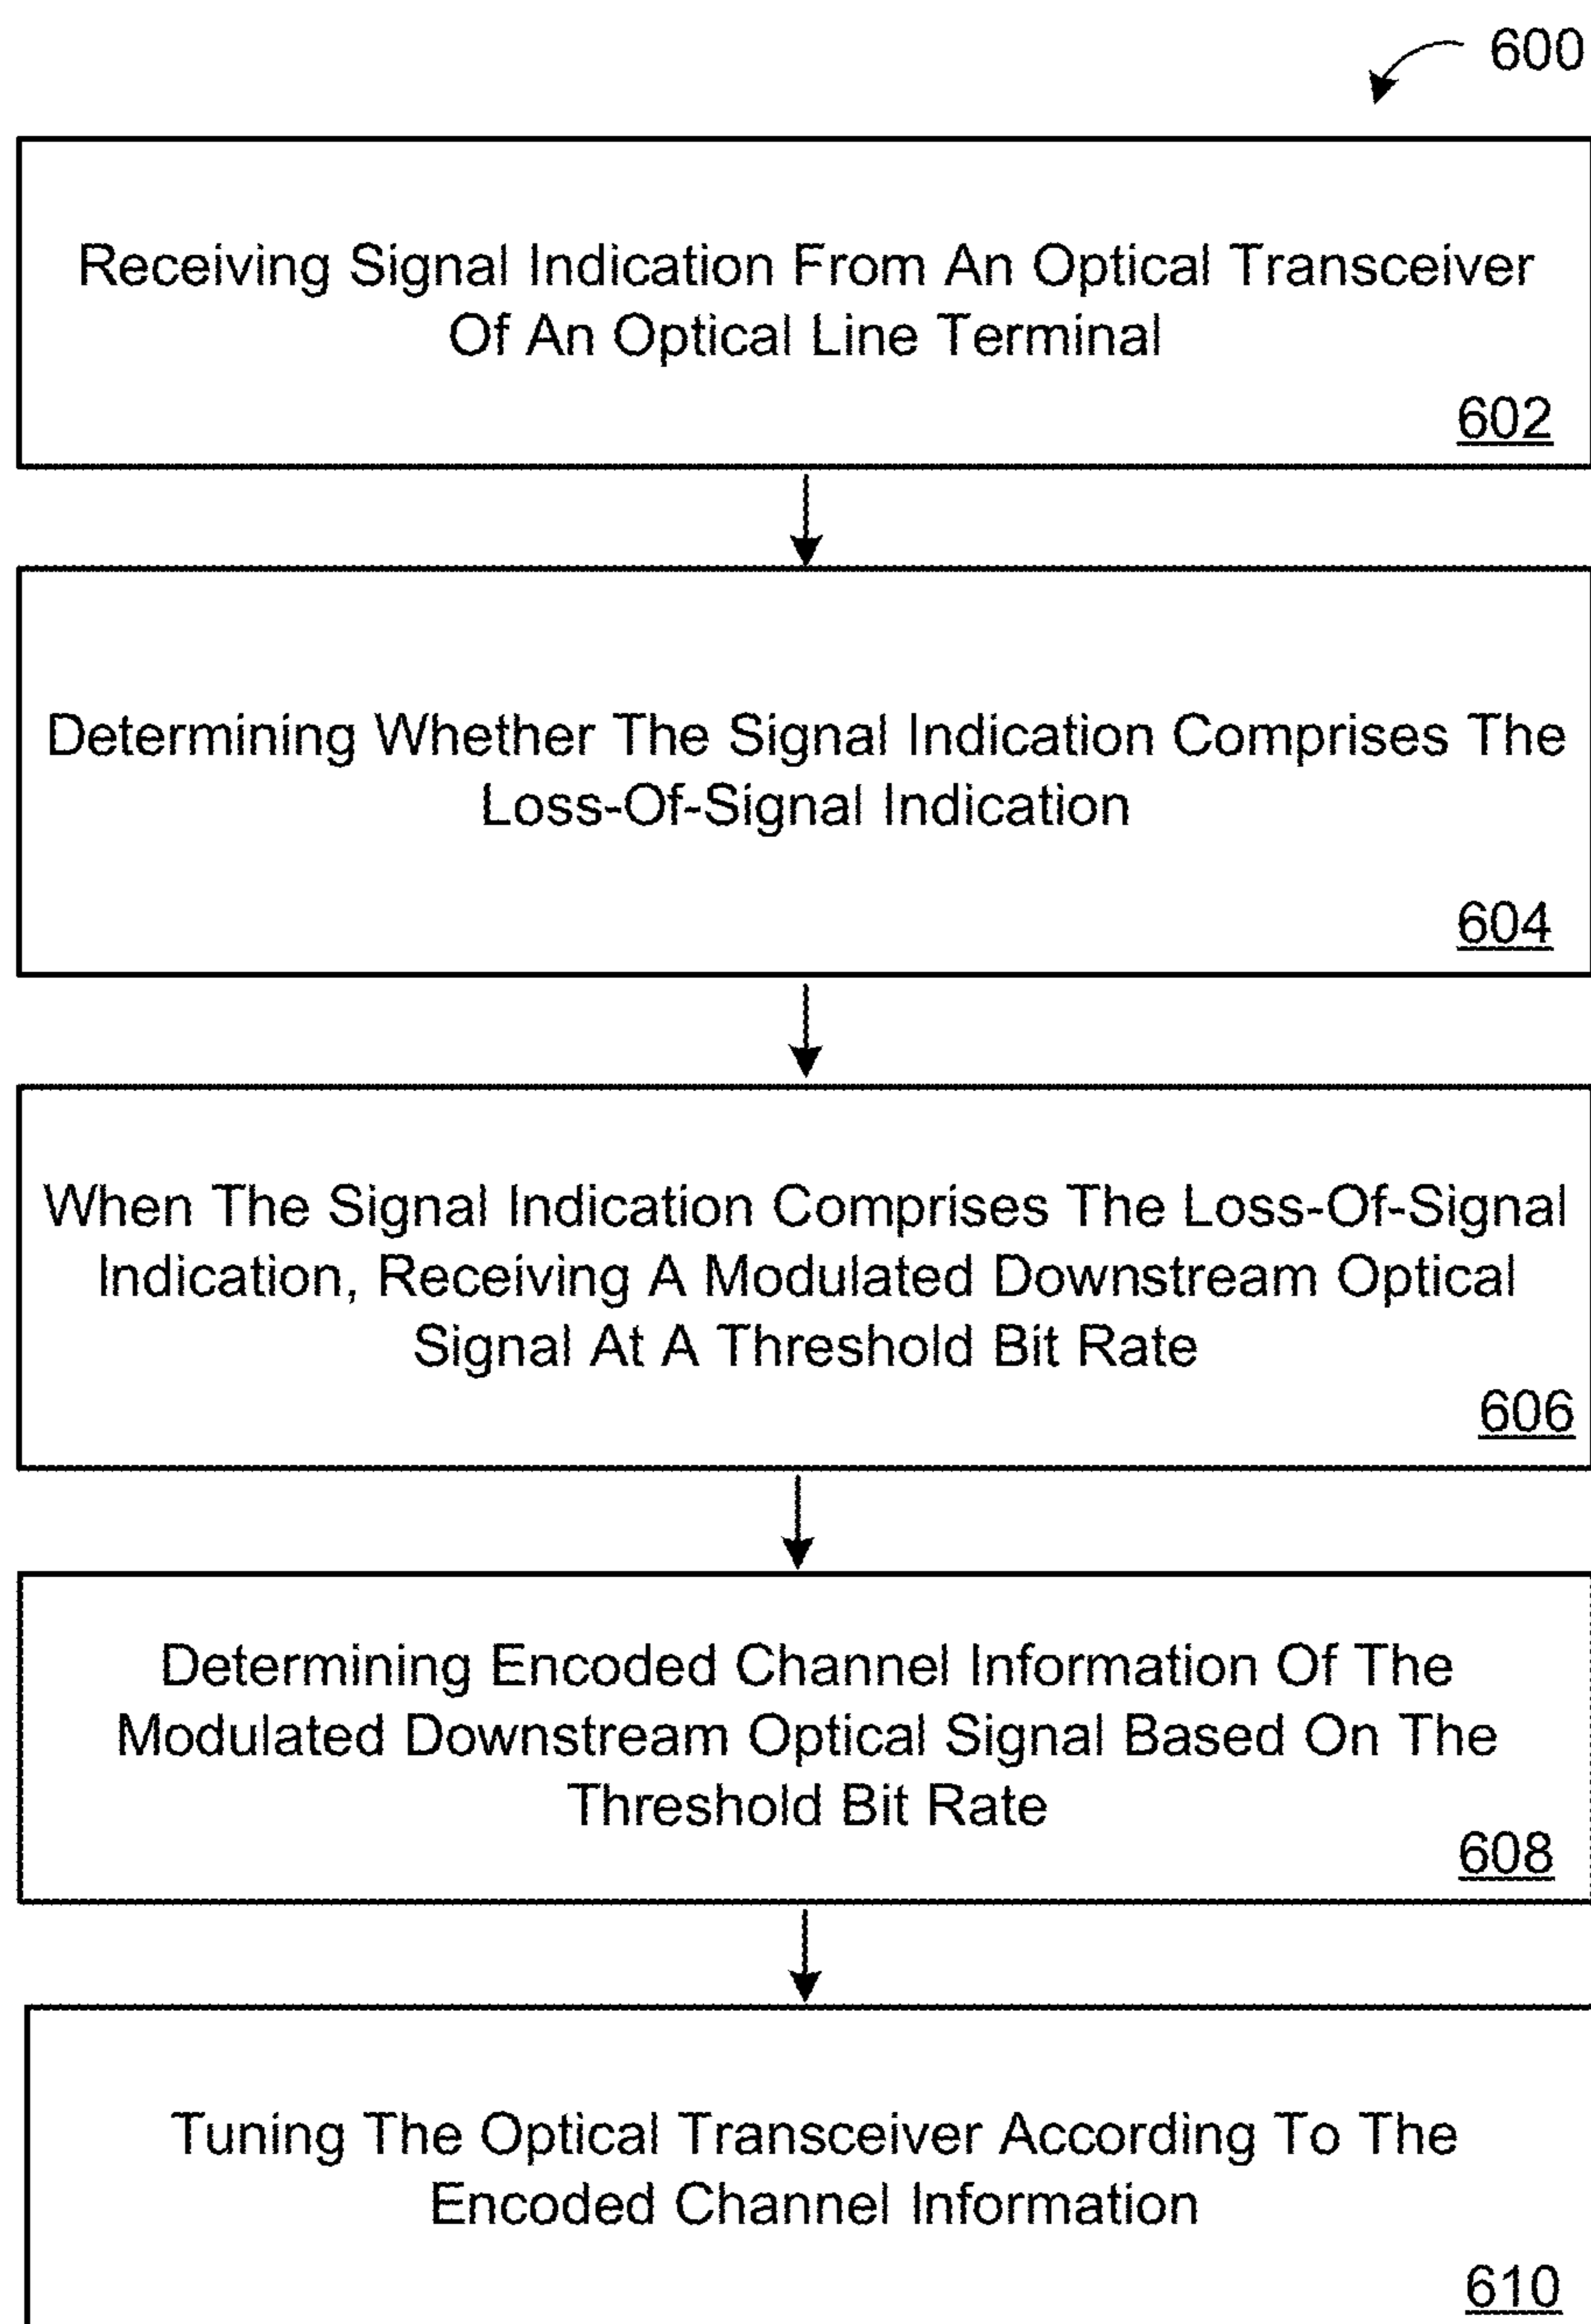 600
Receiving Signal Indication From An Optical Transceiver
Of An Optical Line Terminal
602
Determining Whether The Signal Indication Comprises The
Loss-Of-Signal Indication
604
When The Signal Indication Comprises The Loss-Of-Signal
Indication, Receiving A Modulated Downstream Optical
Signal At A Threshold Bit Rate
606
Determining Encoded Channel Information Of The
Modulated Downstream Optical Signal Based On The
Threshold Bit Rate
608
Tuning The Optical Transceiver According To The
Encoded Channel Information
610